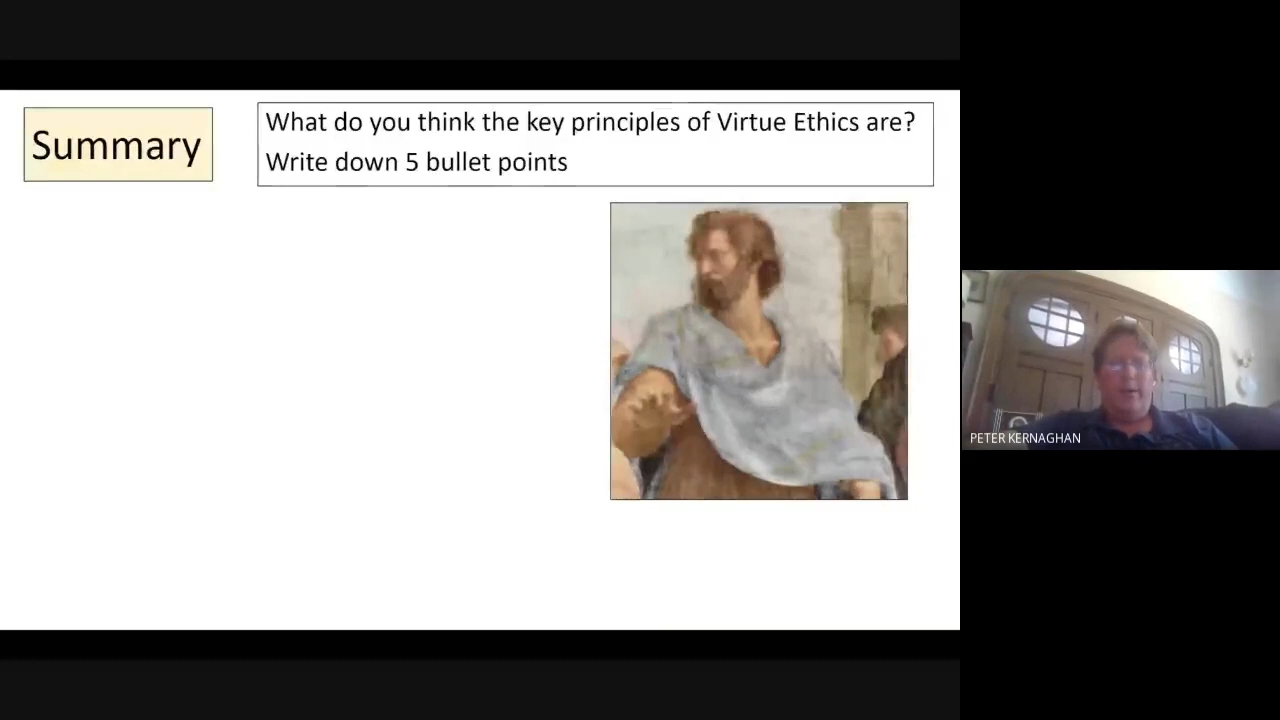 Summary
What do you think the key principles of Virtue Ethics are?
Write down 5 bullet points
PETER KERNAGHAN